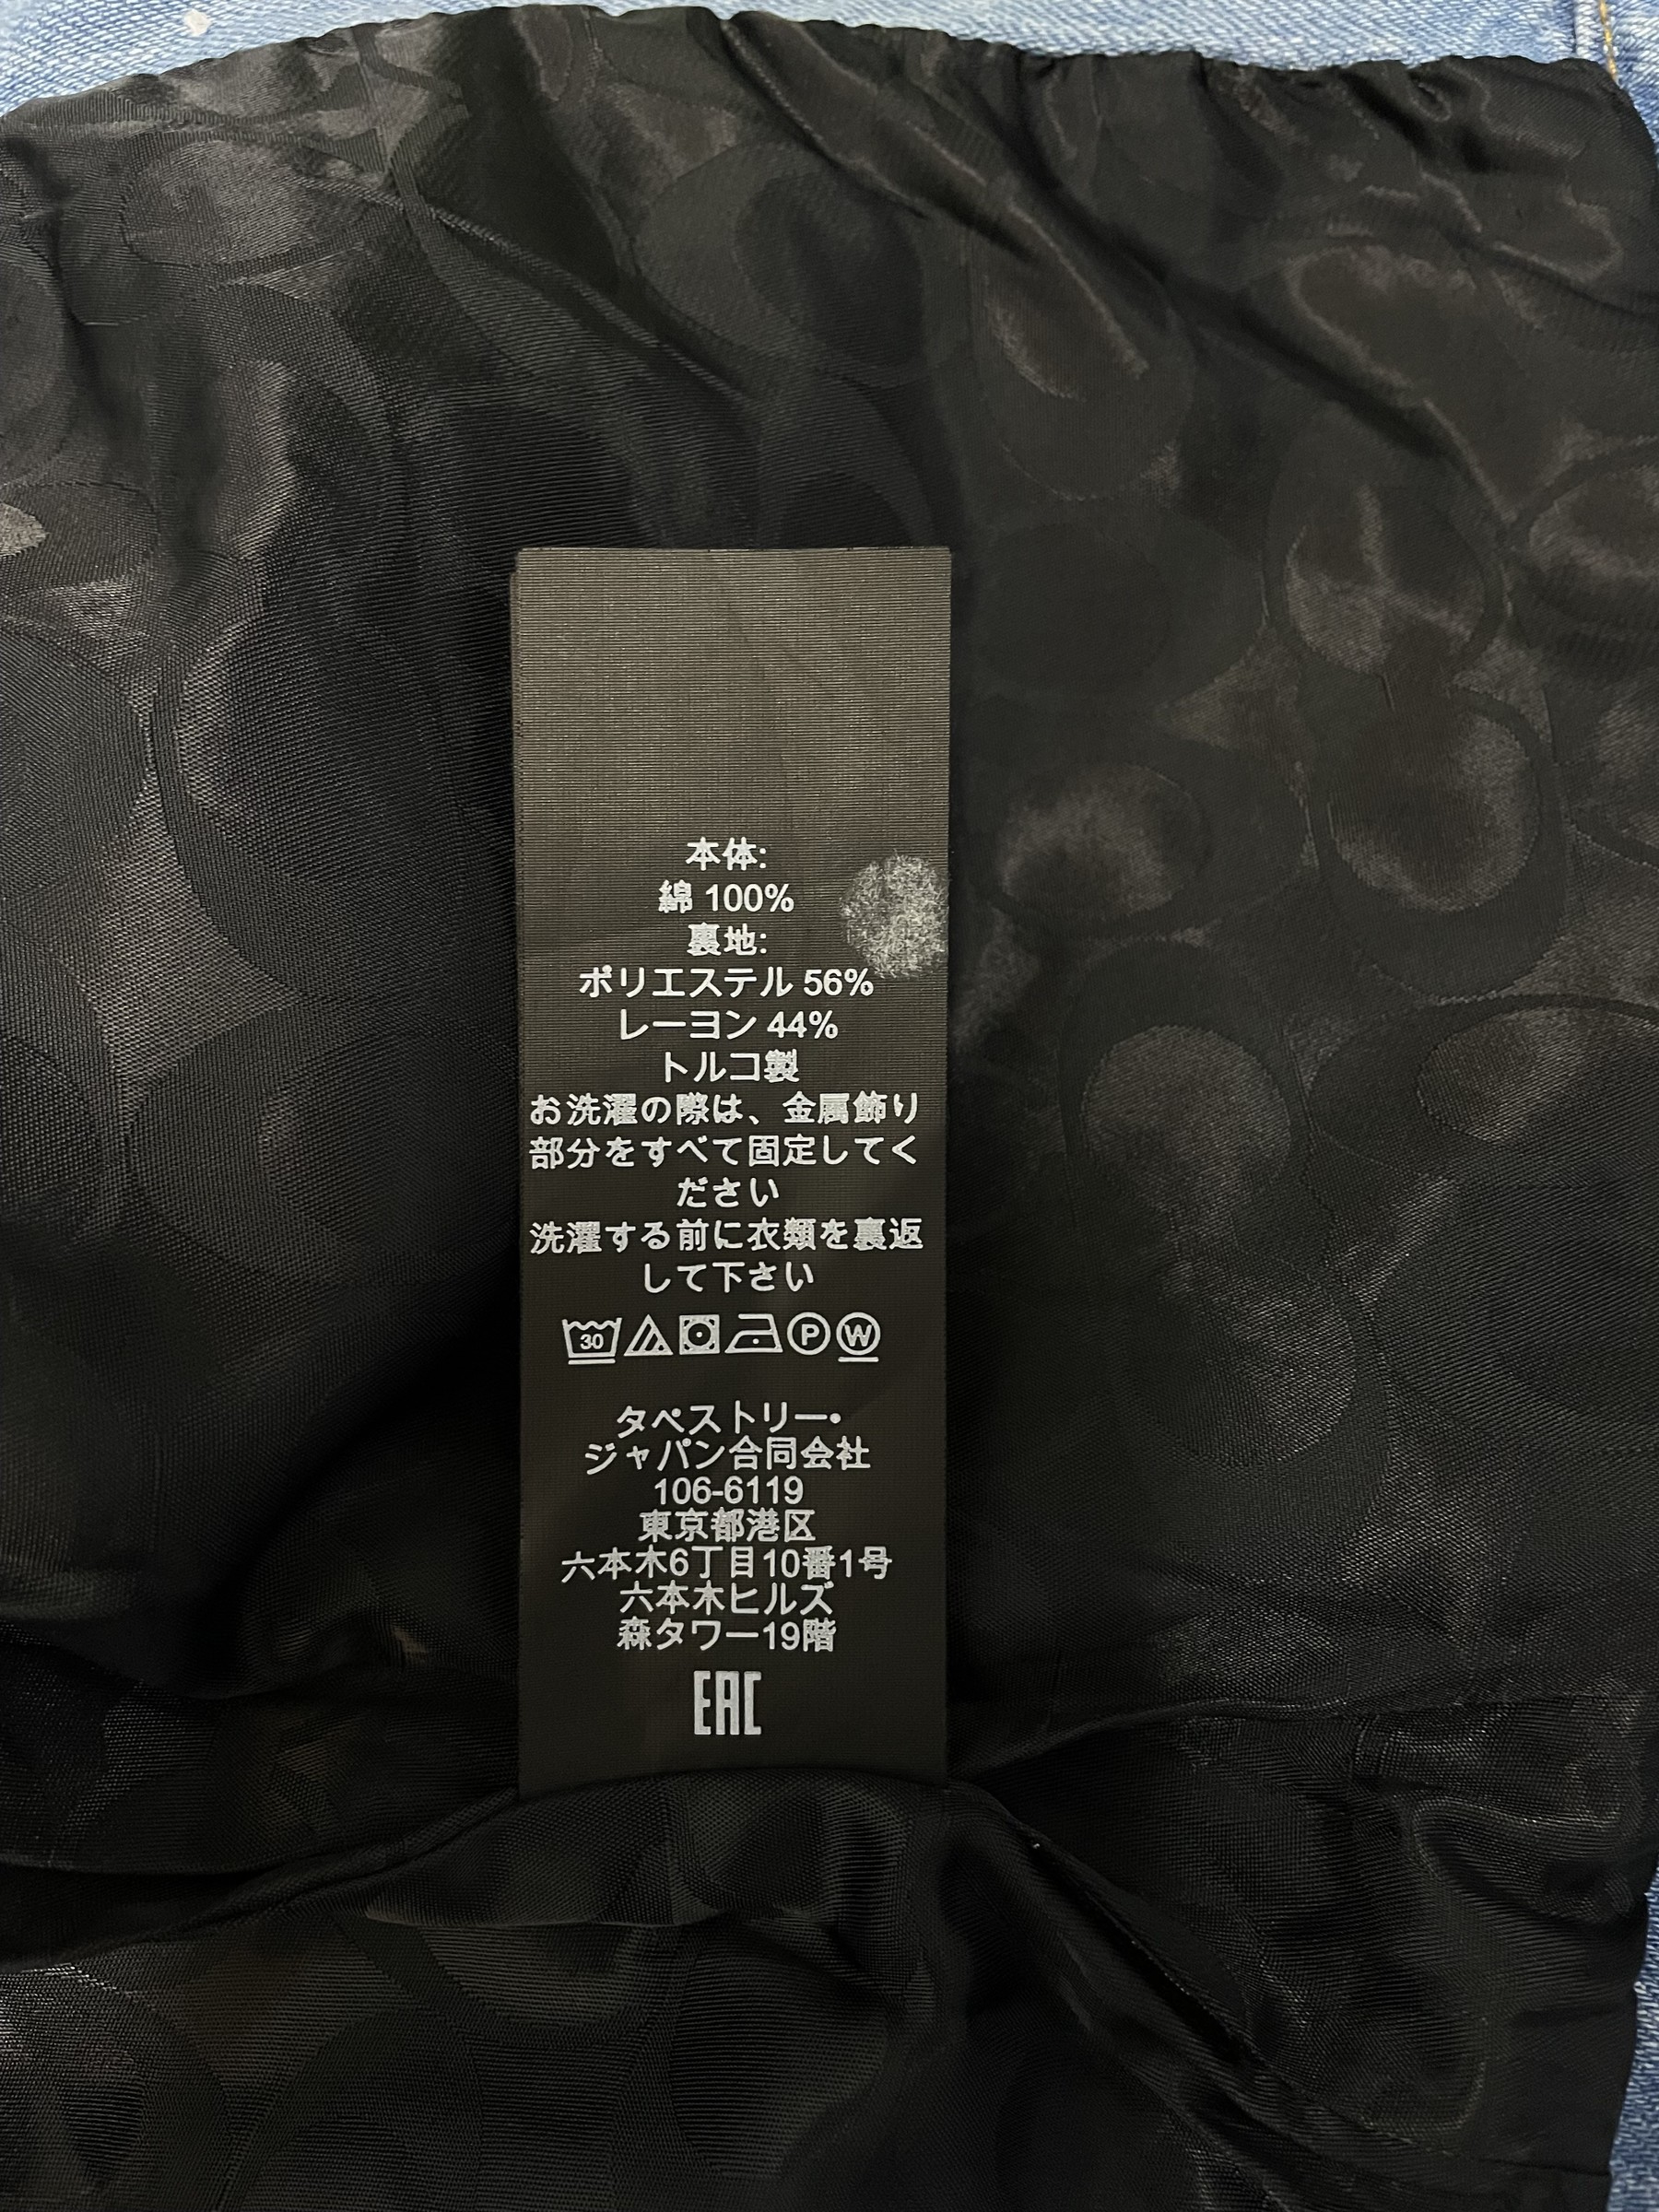 本体:
綿 100%
裏地:
ポリエステル 56%
レーヨン 44%
トルコ製
お洗濯の際は、金属飾り
部分をすべて固定してく
ださい
洗濯する前に衣類を裏返
して下さい
30 P W
タペストリー•
ジャパン合同会社
106-6119
東京都港区
六本木6丁目10番1号
六本木ヒルズ
森タワー19階
EAC